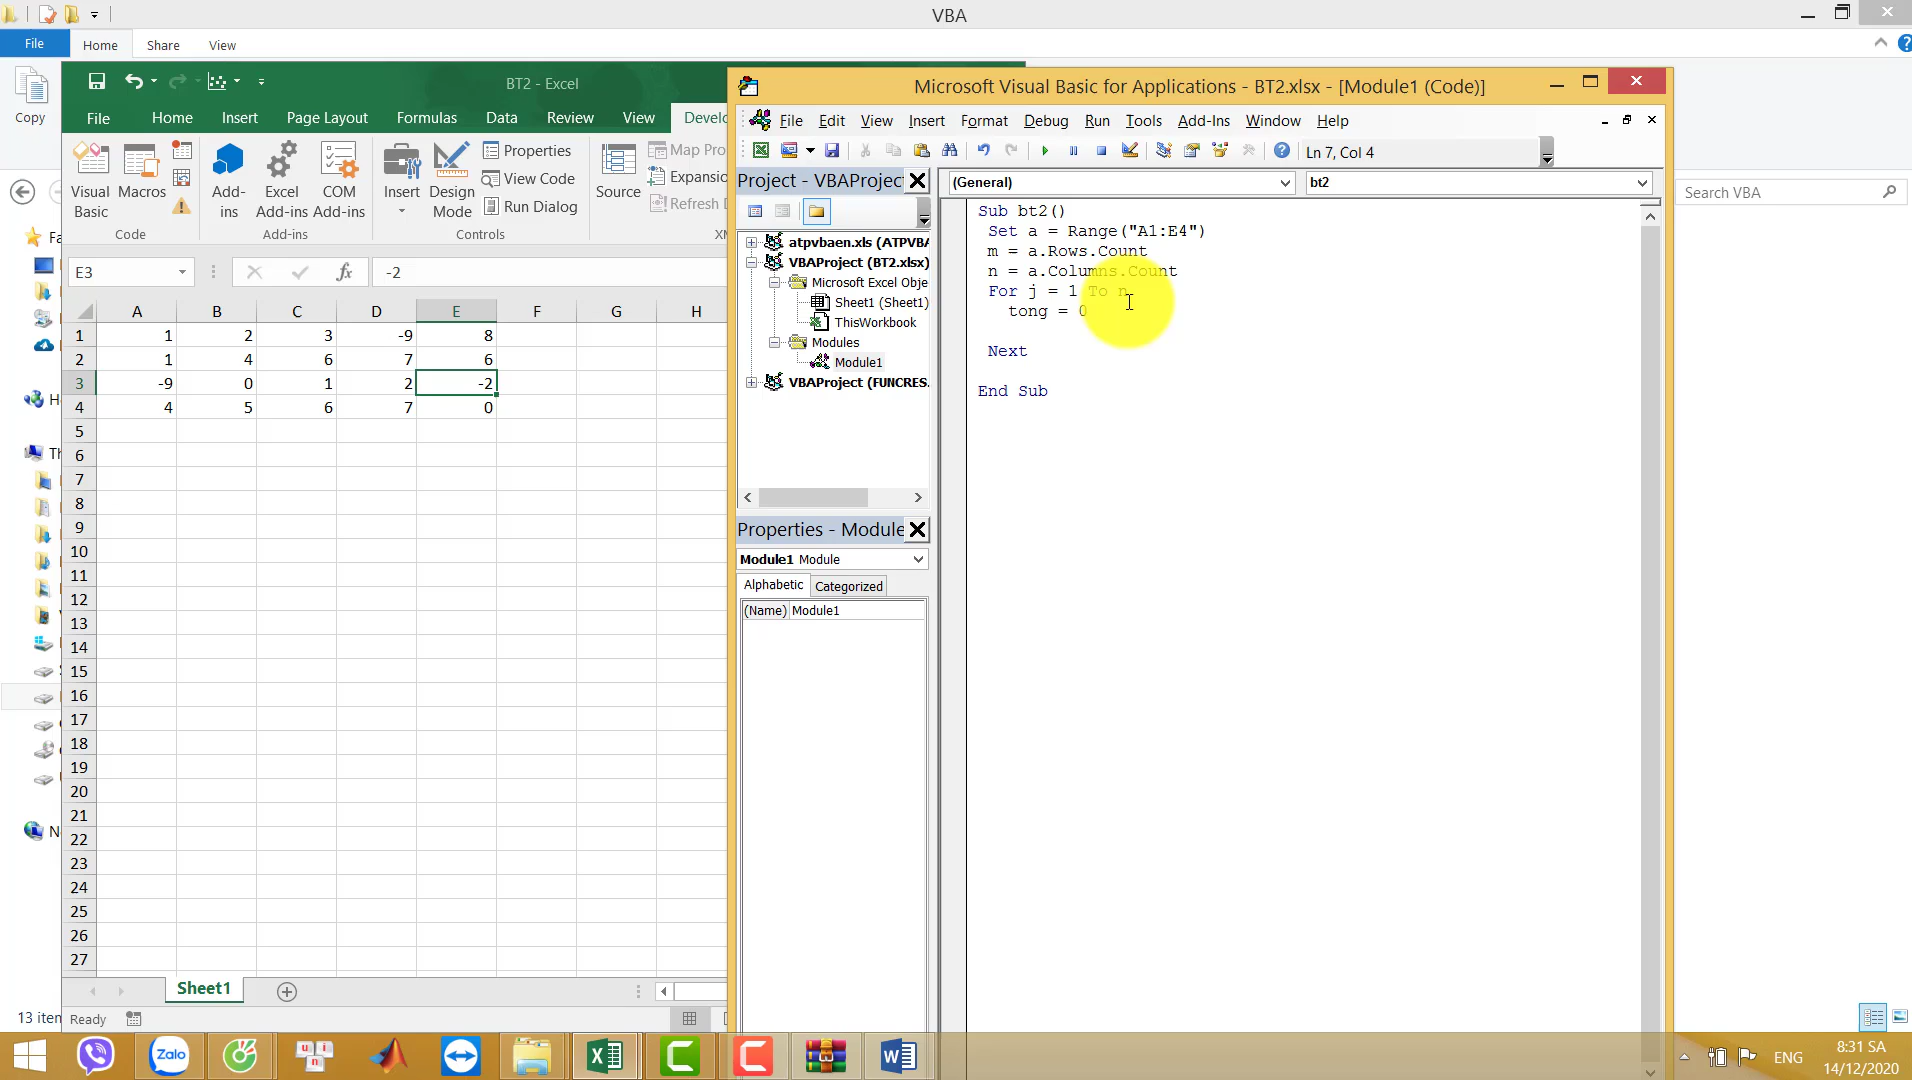 VBA
File Home Share View
Copy
BT2 - Excel
File Home Insert Page Layout Formulas Data Review View Develo
Visual Basic
Macros
Code
Add-ins
Excel Add-ins
COM Add-ins
Add-ins
Insert
Design Mode
Properties
View Code
Run Dialog
Controls
Source
Map Pro
Expansio
Refresh D
E3 fx -2
A B C D E F G H
1 1 2 3 -9 8
2 1 4 6 7 6
3 -9 0 1 2 -2
4 4 5 6 7 0
5
6
7
8
9
10
11
12
13
14
15
16
17
18
19
20
21
22
23
24
25
26
27
Sheet1
13 item
Ready
Microsoft Visual Basic for Applications - BT2.xlsx - [Module1 (Code)]
File Edit View Insert Format Debug Run Tools Add-Ins Window Help
Ln 7, Col 4
Project - VBAProject
atpvbaen.xls (ATPVBA
VBAProject (BT2.xlsx)
Microsoft Excel Obje
Sheet1 (Sheet1)
ThisWorkbook
Modules
Module1
VBAProject (FUNCRES.
Properties - Module
Module1 Module
Alphabetic Categorized
(Name) Module1
(General) bt2
Sub bt2()
Set a = Range("A1:E4")
m = a.Rows.Count
n = a.Columns.Count
For j = 1 To n
tong = 0
Next
End Sub
Search VBA
Zalo
ENG
8:31 SA
14/12/2020